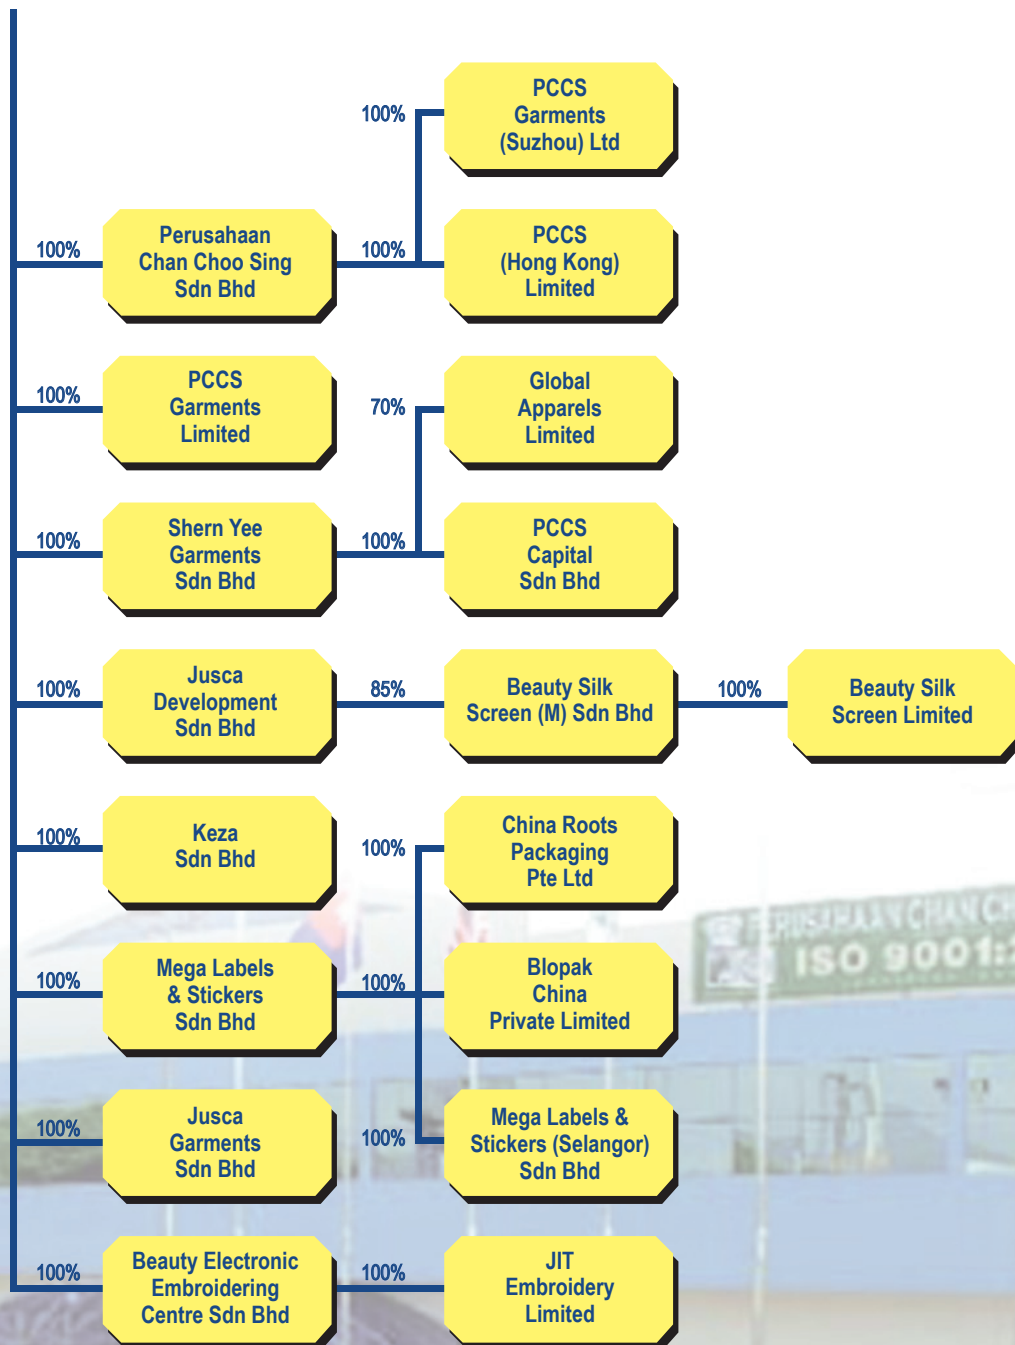 100%
PCCS
Garments
(Suzhou) Ltd
100%
Perusahaan
Chan Choo Sing
Sdn Bhd
100%
PCCS
(Hong Kong)
Limited
100%
PCCS
Garments
Limited
70%
Global
Apparels
Limited
100%
Shern Yee
Garments
Sdn Bhd
100%
PCCS
Capital
Sdn Bhd
100%
Jusca
Development
Sdn Bhd
85%
Beauty Silk
Screen (M) Sdn Bhd
100%
Beauty Silk
Screen Limited
100%
Keza
Sdn Bhd
100%
China Roots
Packaging
Pte Ltd
PERUSAHAAN CHAN CH
ISO 9001:
100%
Mega Labels
& Stickers
Sdn Bhd
100%
Blopak
China
Private Limited
100%
Jusca
Garments
Sdn Bhd
100%
Mega Labels &
Stickers (Selangor)
Sdn Bhd
100%
Beauty Electronic
Embroidering
Centre Sdn Bhd
100%
JIT
Embroidery
Limited